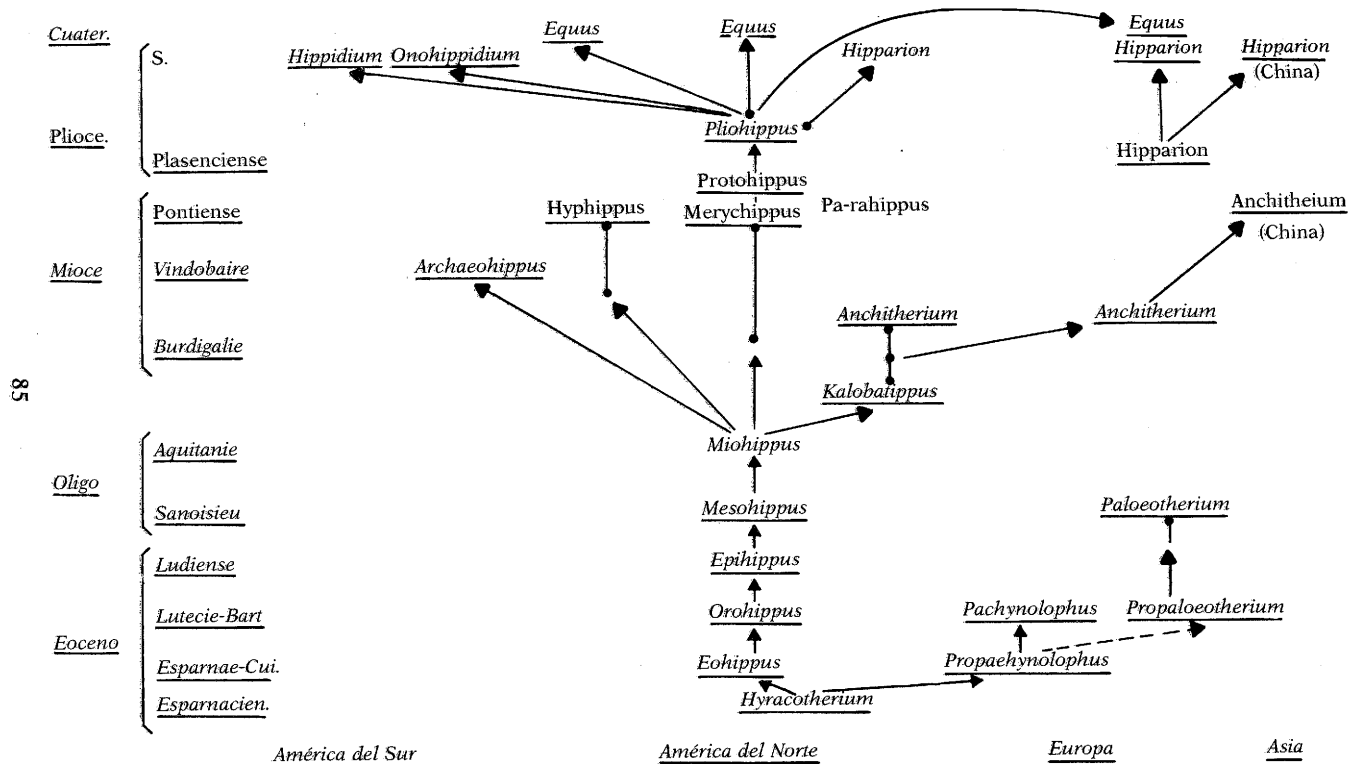 Cuater.
Equus
Equus
Equus
S.
Hippidium
Onohippidium
Hipparion
Hipparion
Hipparion
(China)
Plioce.
Pliohippus
Plasenciense
Hipparion
Protohippus
Pontiense
Hyphippus
Merychippus
Pa-rahippus
Anchitheium
(China)
Mioce
Vindobaire
Archaeohippus
Anchitherium
Anchitherium
Burdigalie
85
Kalobatippus
Miohippus
Aquitanie
Oligo
Sanoisieu
Mesohippus
Paloeotherium
Ludiense
Epihippus
Lutecie-Bart
Orohippus
Pachynolophus
Propaloeotherium
Eoceno
Esparnae-Cui.
Eohippus
Propaehynolophus
Esparnacien.
Hyracotherium
América del Sur
América del Norte
Europa
Asia